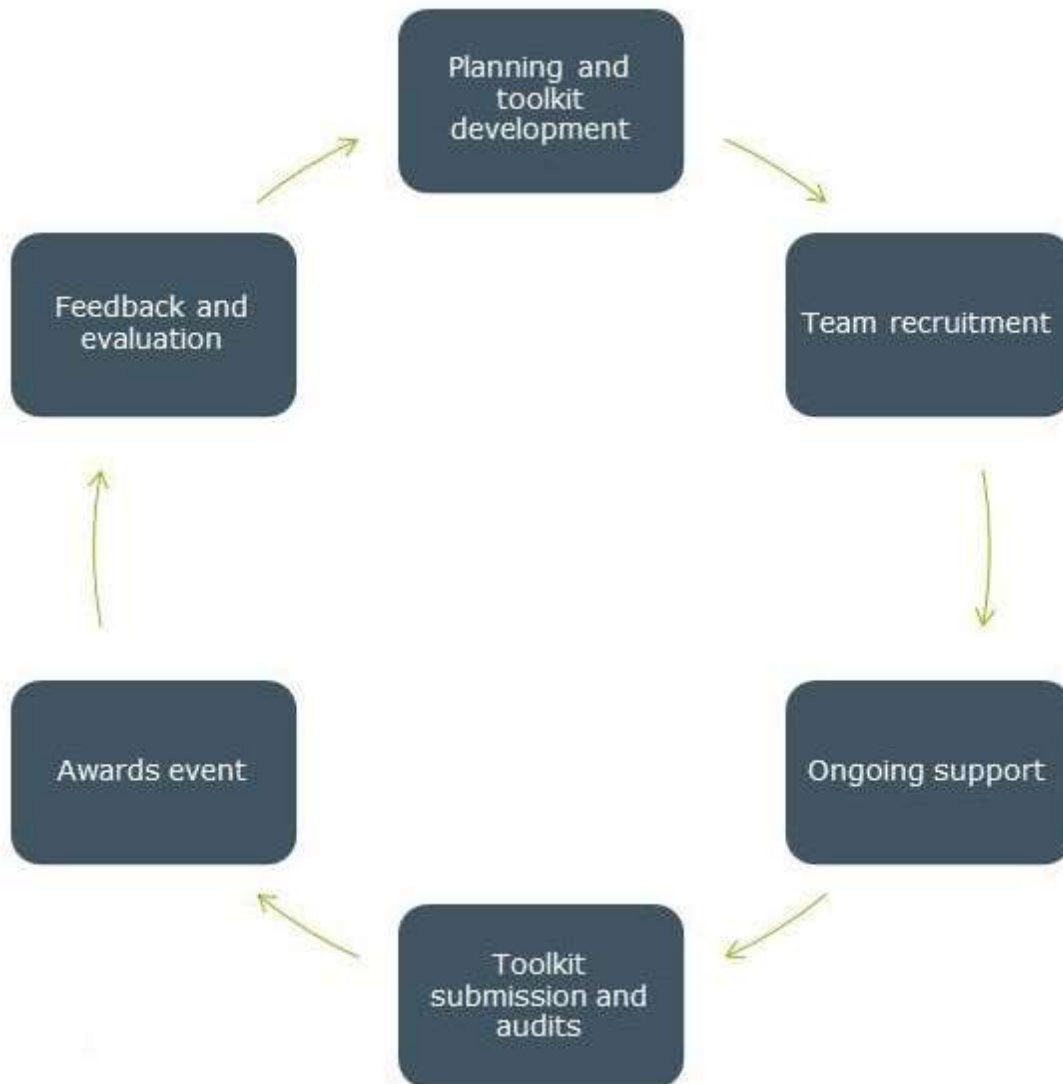 Planning and
toolkit
development
Team recruitment
Ongoing support
Toolkit
submission and
audits
Awards event
Feedback and
evaluation